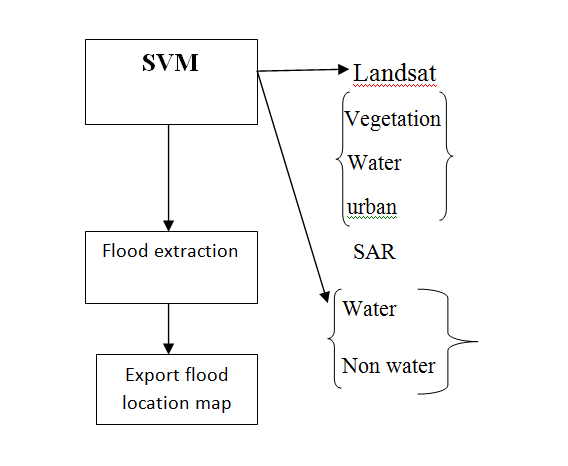 SVM
Landsat
Vegetation
Water
urban
Flood extraction
SAR
Water
Non water
Export flood
location map